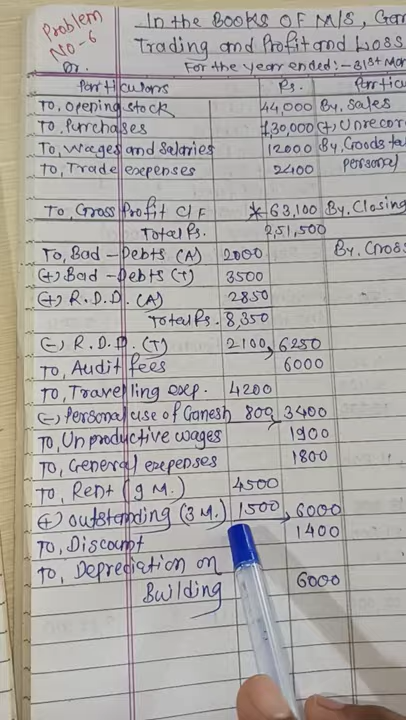 Problem
No-6
In the Books OF M/S, Gan
Trading and Profit and Loss
Dr. For the year ended:-31st Mar
Particulars Rs. Particu
To, Opening stock 44,000 By, Sales
To, Purchases 1,30,000 (+) Unrecor
To, Wages and Salaries 12000 By, Goods ta
To, Trade expenses 2400 personal
To, Gross Profit C/F * 63,100 By, Closing
Total Rs. 2,51,500
To, Bad-Debts (A) 2000 By, Gros
(+) Bad-Debts (T) 3500
(+) R.D.D. (A) 2850
Total Rs. 8,350
(-) R.D.D. (T) 2100 6250
To, Audit fees 6000
To, Travelling exp. 4200
(-) Personal use of Ganesh 800 3400
To, Unproductive wages 1900
To, General expenses 1800
To, Rent (9 M.) 4500
(+) Outstanding (3 M.) 1500 6000
To, Discount 1400
To, Depreciation on
Building 6000